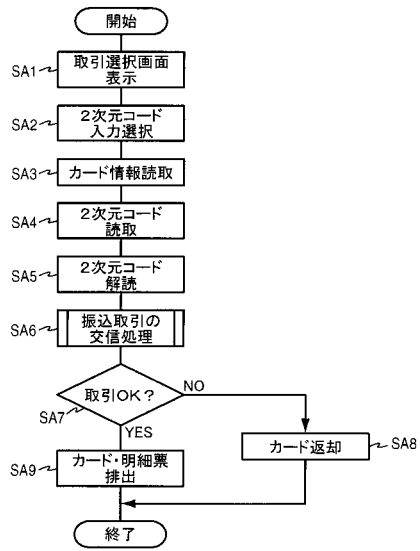 開始
SA1
取引選択画面
表示
SA2
2次元コード
入力選択
SA3
カード情報読取
SA4
2次元コード
読取
SA5
2次元コード
解読
SA6
振込取引の
交信処理
取引OK?
NO
SA7
YES
カード返却
SA8
SA9
カード・明細票
排出
終了